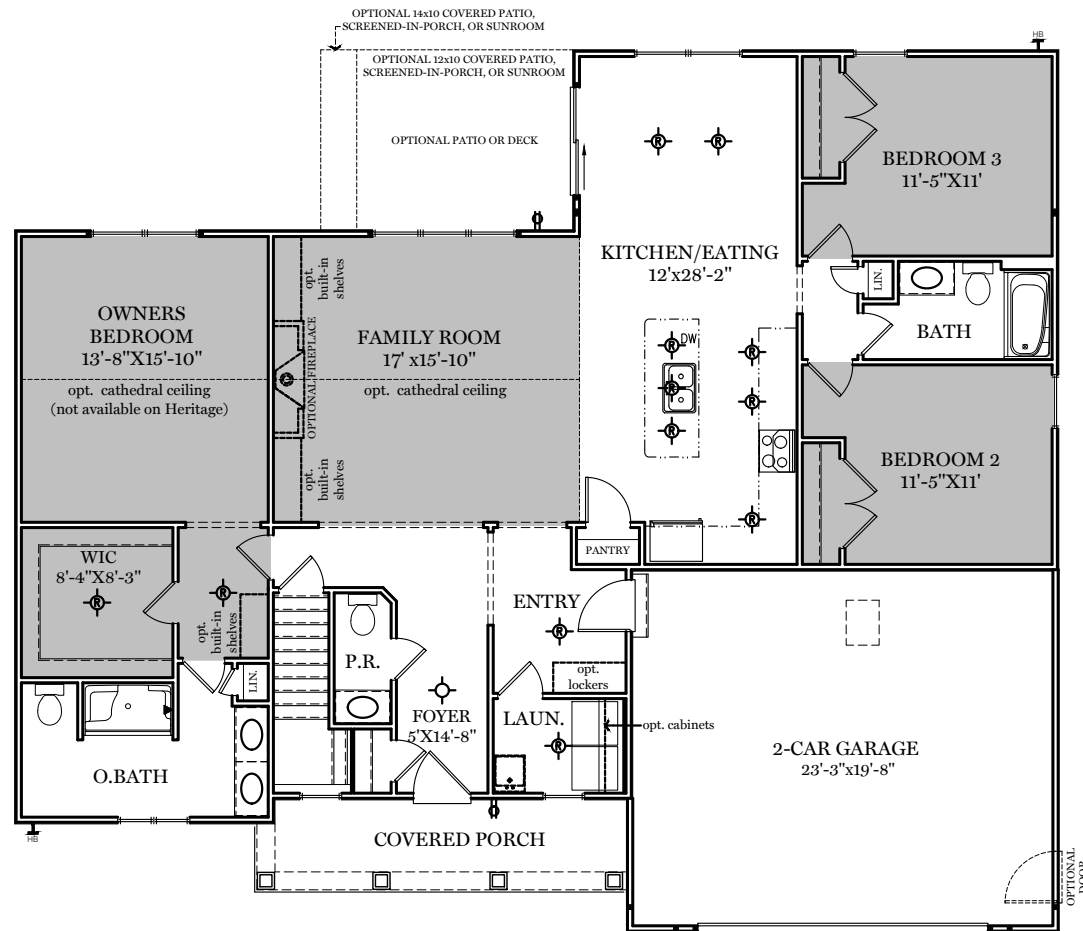 OPTIONAL 14x10 COVERED PATIO,
SCREENED-IN-PORCH, OR SUNROOM
OPTIONAL 12x10 COVERED PATIO,
SCREENED-IN-PORCH, OR SUNROOM
OPTIONAL PATIO OR DECK
HB
BEDROOM 3
11'-5"X11'
KITCHEN/EATING
12'x28'-2"
R
R
LIN.
BATH
opt.
built-in
shelves
OWNERS
BEDROOM
13'-8"X15'-10"
opt. cathedral ceiling
(not available on Heritage)
OPTIONAL FIREPLACE
FAMILY ROOM
17' x15'-10"
opt. cathedral ceiling
opt.
built-in
shelves
R
DW
R
R
R
R
R
R
BEDROOM 2
11'-5"X11'
PANTRY
WIC
8'-4"X8'-3"
R
R
opt.
built-in
shelves
LIN.
P.R.
ENTRY
R
opt.
lockers
FOYER
5'X14'-8"
LAUN.
R
opt. cabinets
2-CAR GARAGE
23'-3"x19'-8"
O.BATH
HB
COVERED PORCH
OPTIONAL
DOOR